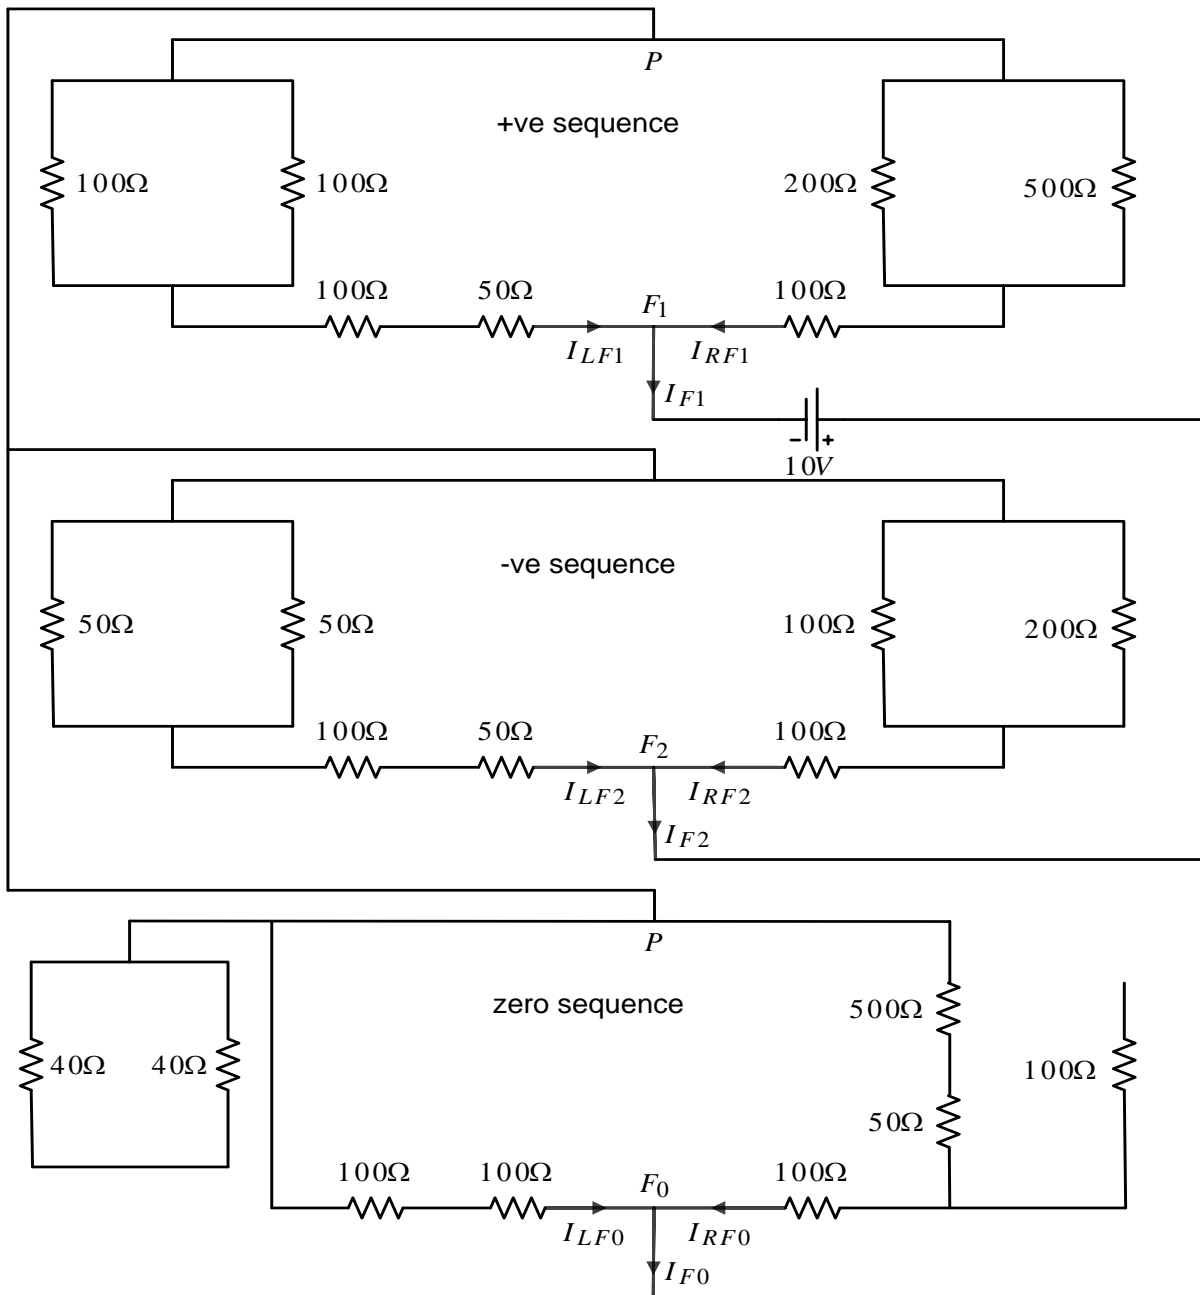 P
+ve sequence
100Ω 100Ω 200Ω 500Ω
100Ω 50Ω F1 100Ω
ILF1 IRF1
IF1
- +
10V
-ve sequence
50Ω 50Ω 100Ω 200Ω
100Ω 50Ω F2 100Ω
ILF2 IRF2
IF2
P
zero sequence
500Ω
40Ω 40Ω 100Ω
50Ω
100Ω 100Ω F0 100Ω
ILF0 IRF0
IF0